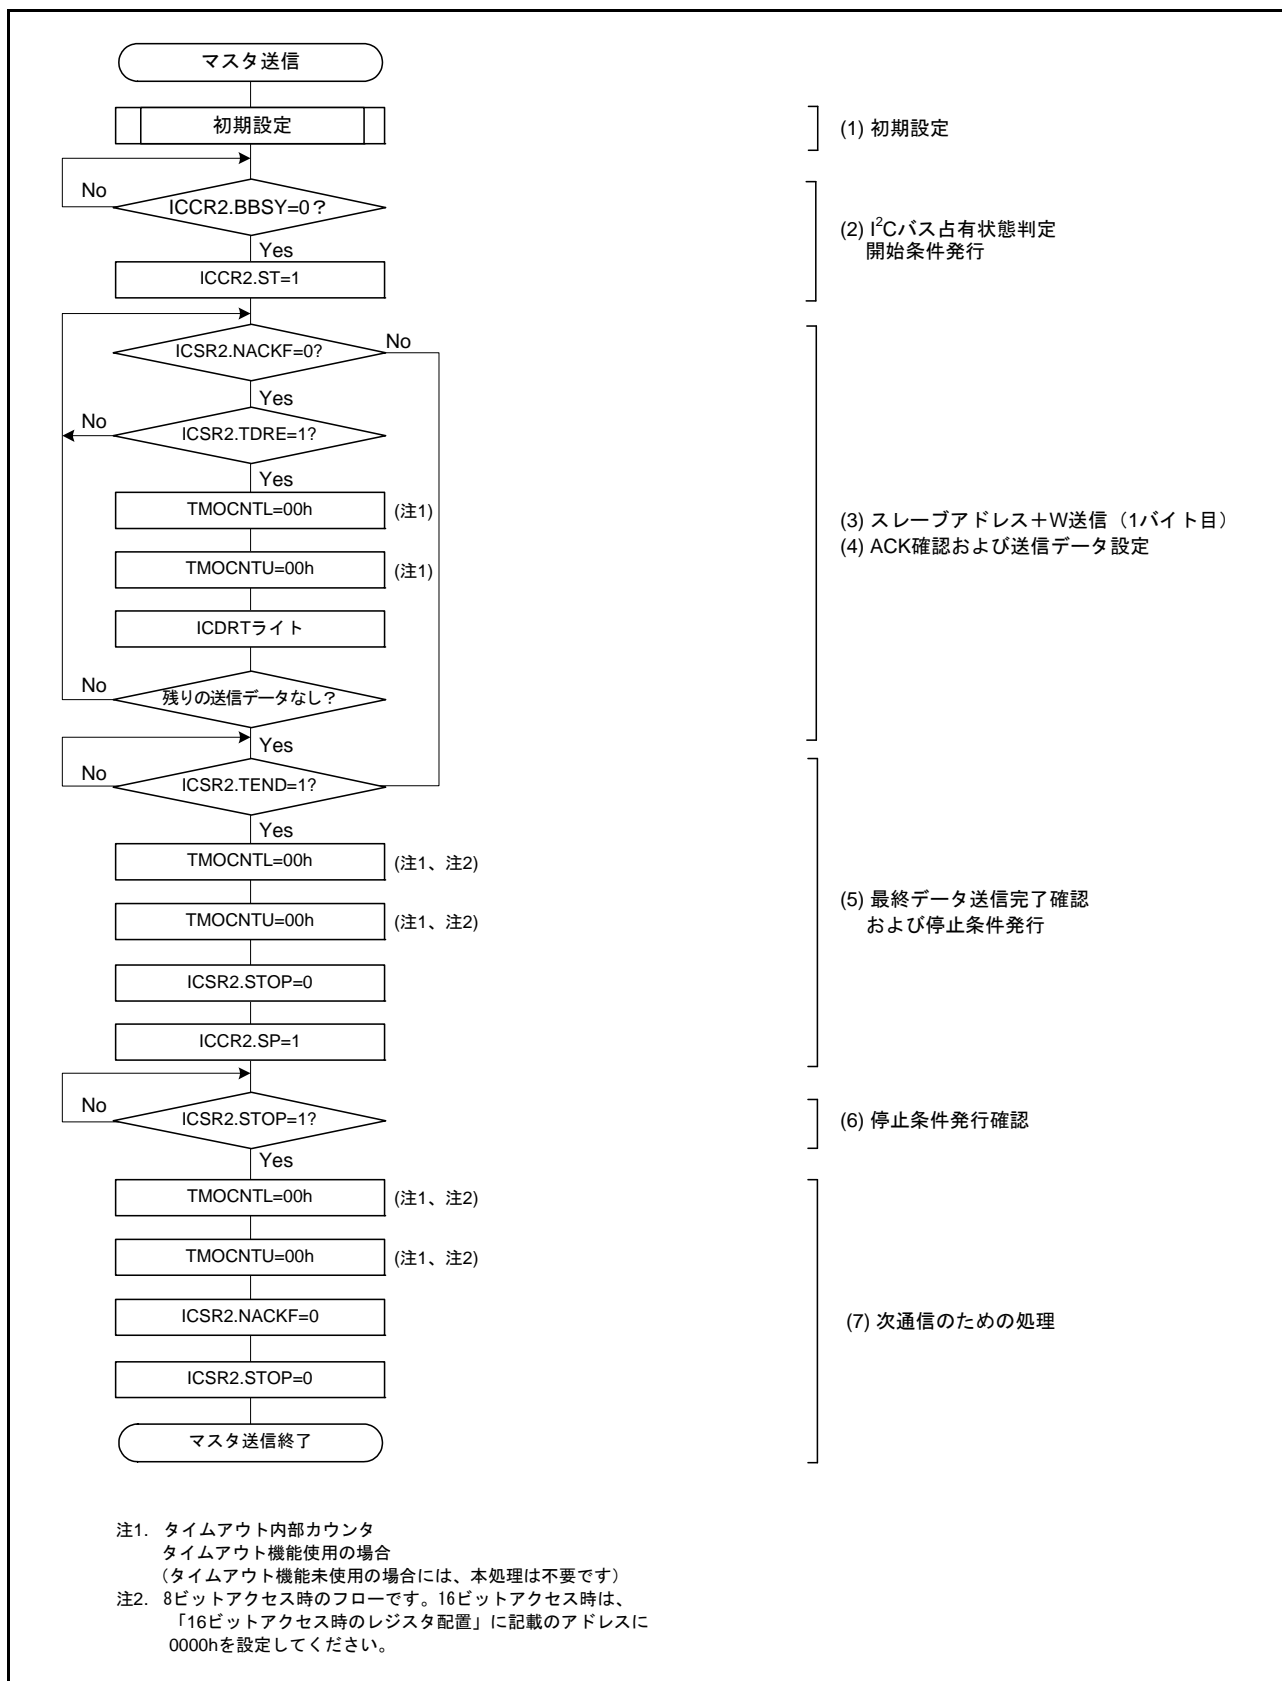 マスタ送信
初期設定
(1) 初期設定
No
ICCR2.BBSY=0？
Yes
(2) I²Cバス占有状態判定
開始条件発行
ICCR2.ST=1
ICSR2.NACKF=0?
No
Yes
No
ICSR2.TDRE=1?
Yes
TMOCNTL=00h
(注1)
TMOCNTU=00h
(注1)
(3) スレーブアドレス＋W送信（1バイト目）
(4) ACK確認および送信データ設定
ICDRTライト
No
残りの送信データなし？
Yes
No
ICSR2.TEND=1?
Yes
TMOCNTL=00h
(注1、注2)
TMOCNTU=00h
(注1、注2)
(5) 最終データ送信完了確認
および停止条件発行
ICSR2.STOP=0
ICCR2.SP=1
No
ICSR2.STOP=1?
(6) 停止条件発行確認
Yes
TMOCNTL=00h
(注1、注2)
TMOCNTU=00h
(注1、注2)
ICSR2.NACKF=0
(7) 次通信のための処理
ICSR2.STOP=0
マスタ送信終了
注1. タイムアウト内部カウンタ
タイムアウト機能使用の場合
（タイムアウト機能未使用の場合には、本処理は不要です）
注2. 8ビットアクセス時のフローです。16ビットアクセス時は、
「16ビットアクセス時のレジスタ配置」に記載のアドレスに
0000hを設定してください。